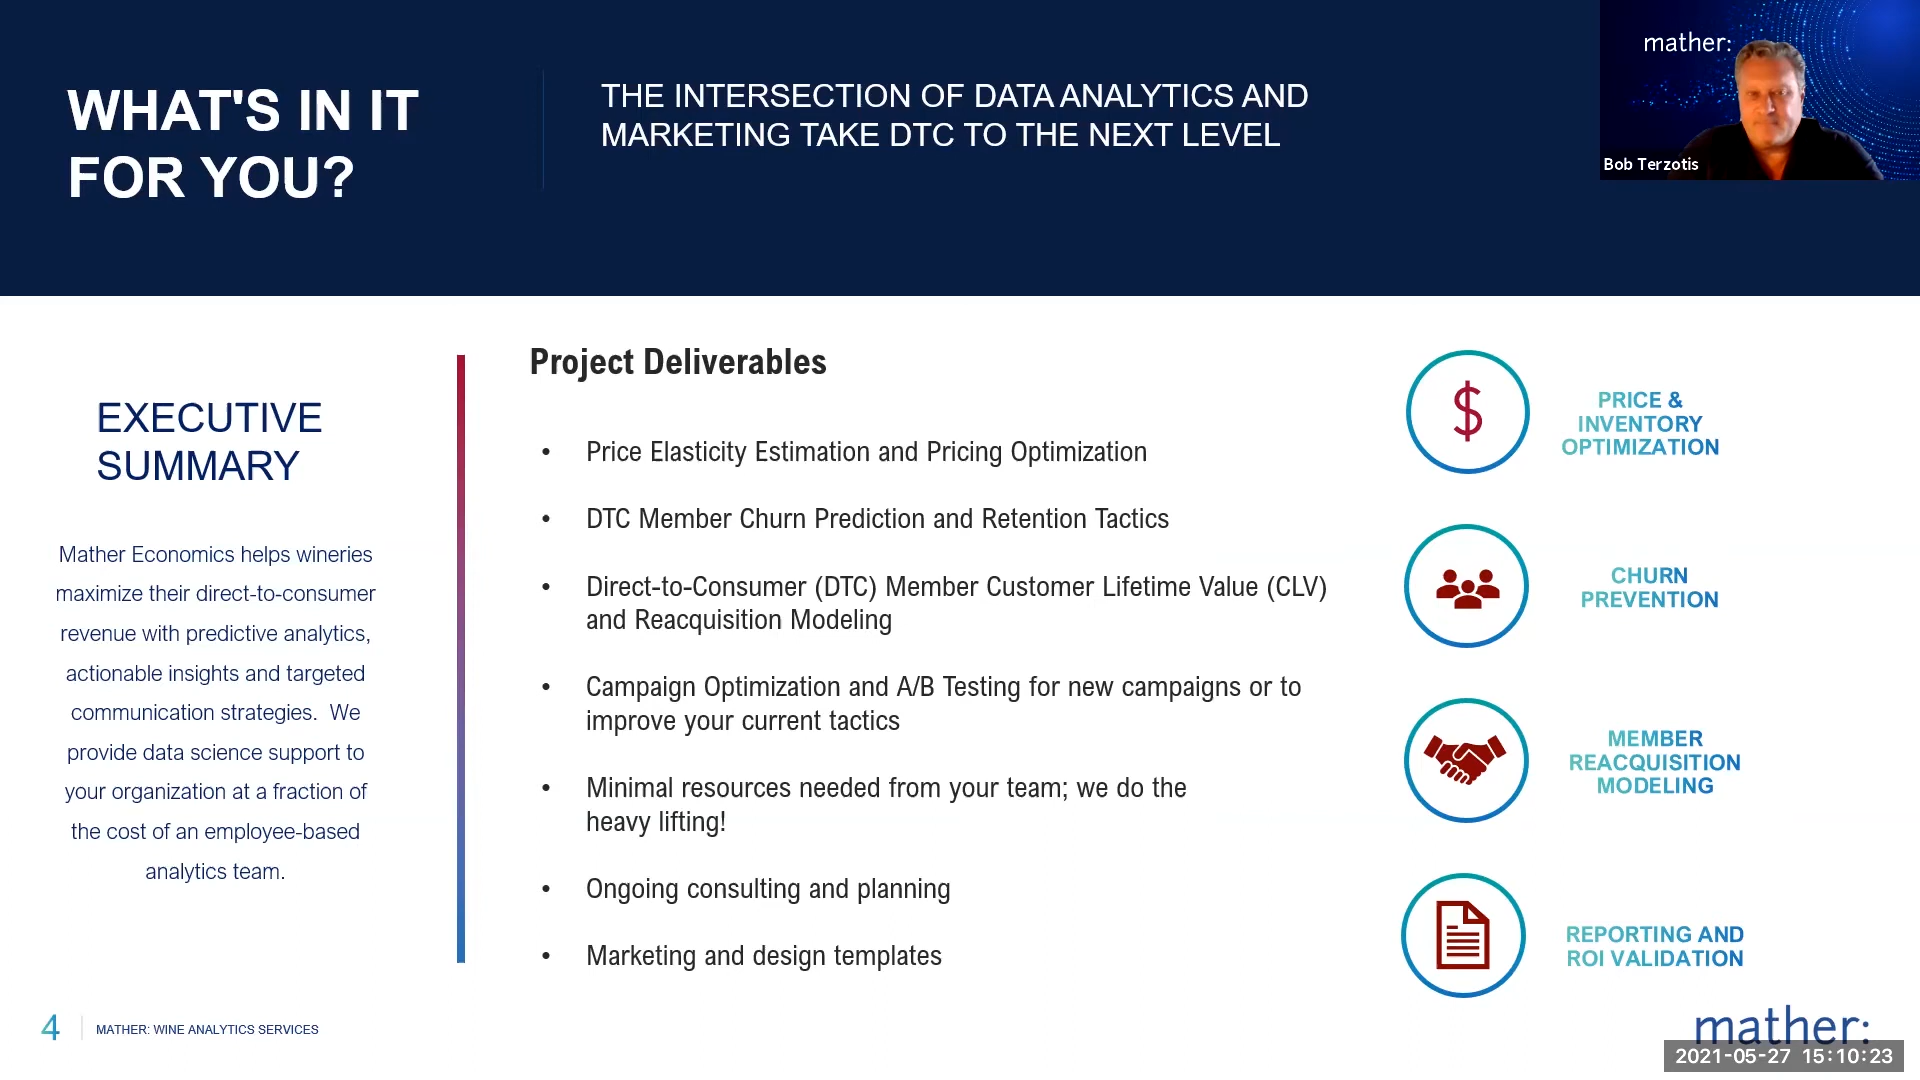 WHAT'S IN IT
FOR YOU?
THE INTERSECTION OF DATA ANALYTICS AND
MARKETING TAKE DTC TO THE NEXT LEVEL
mather:
Bob Terzotis
EXECUTIVE
SUMMARY
Mather Economics helps wineries
maximize their direct-to-consumer
revenue with predictive analytics,
actionable insights and targeted
communication strategies.  We
provide data science support to
your organization at a fraction of
the cost of an employee-based
analytics team.
Project Deliverables
• Price Elasticity Estimation and Pricing Optimization
• DTC Member Churn Prediction and Retention Tactics
• Direct-to-Consumer (DTC) Member Customer Lifetime Value (CLV)
and Reacquisition Modeling
• Campaign Optimization and A/B Testing for new campaigns or to
improve your current tactics
• Minimal resources needed from your team; we do the
heavy lifting!
• Ongoing consulting and planning
• Marketing and design templates
$
PRICE &
INVENTORY
OPTIMIZATION
CHURN
PREVENTION
MEMBER
REACQUISITION
MODELING
REPORTING AND
ROI VALIDATION
4
MATHER: WINE ANALYTICS SERVICES
mather:
2021-05-27 15:10:23